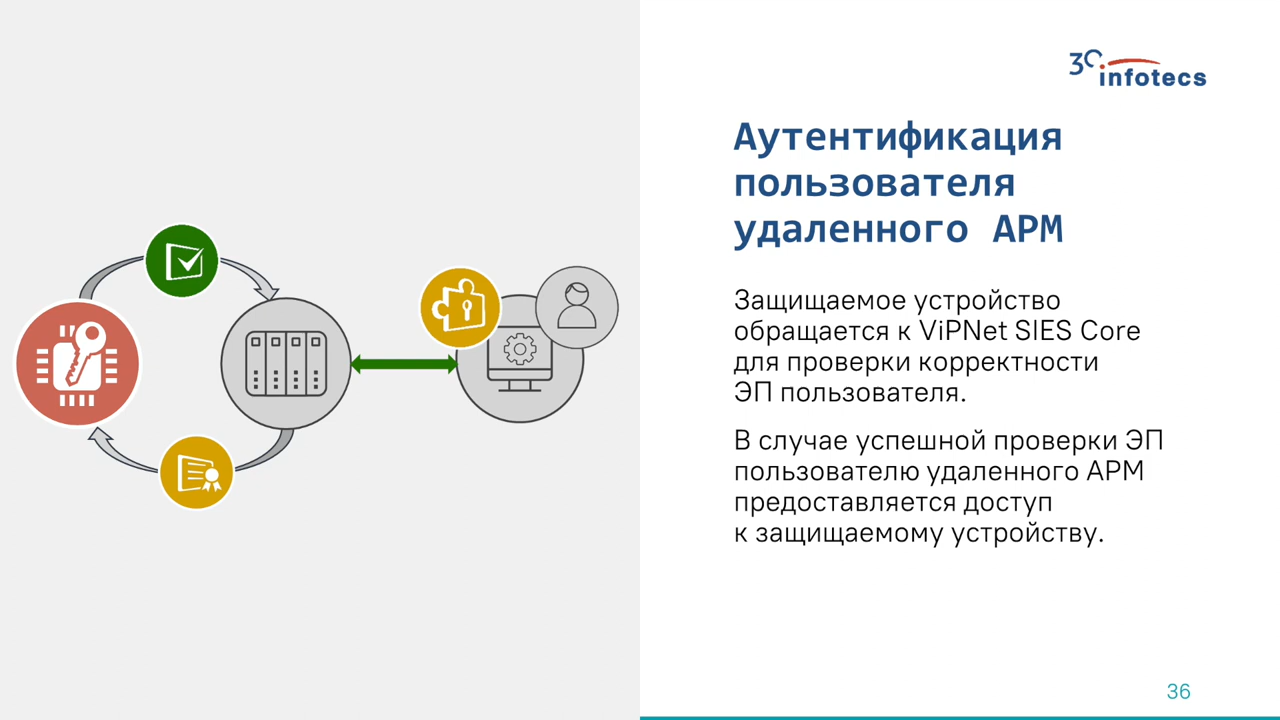 30 infotecs
Аутентификация
пользователя
удаленного АРМ
Защищаемое устройство
обращается к ViPNet SIES Core
для проверки корректности
ЭП пользователя.
В случае успешной проверки ЭП
пользователю удаленного АРМ
предоставляется доступ
к защищаемому устройству.
36